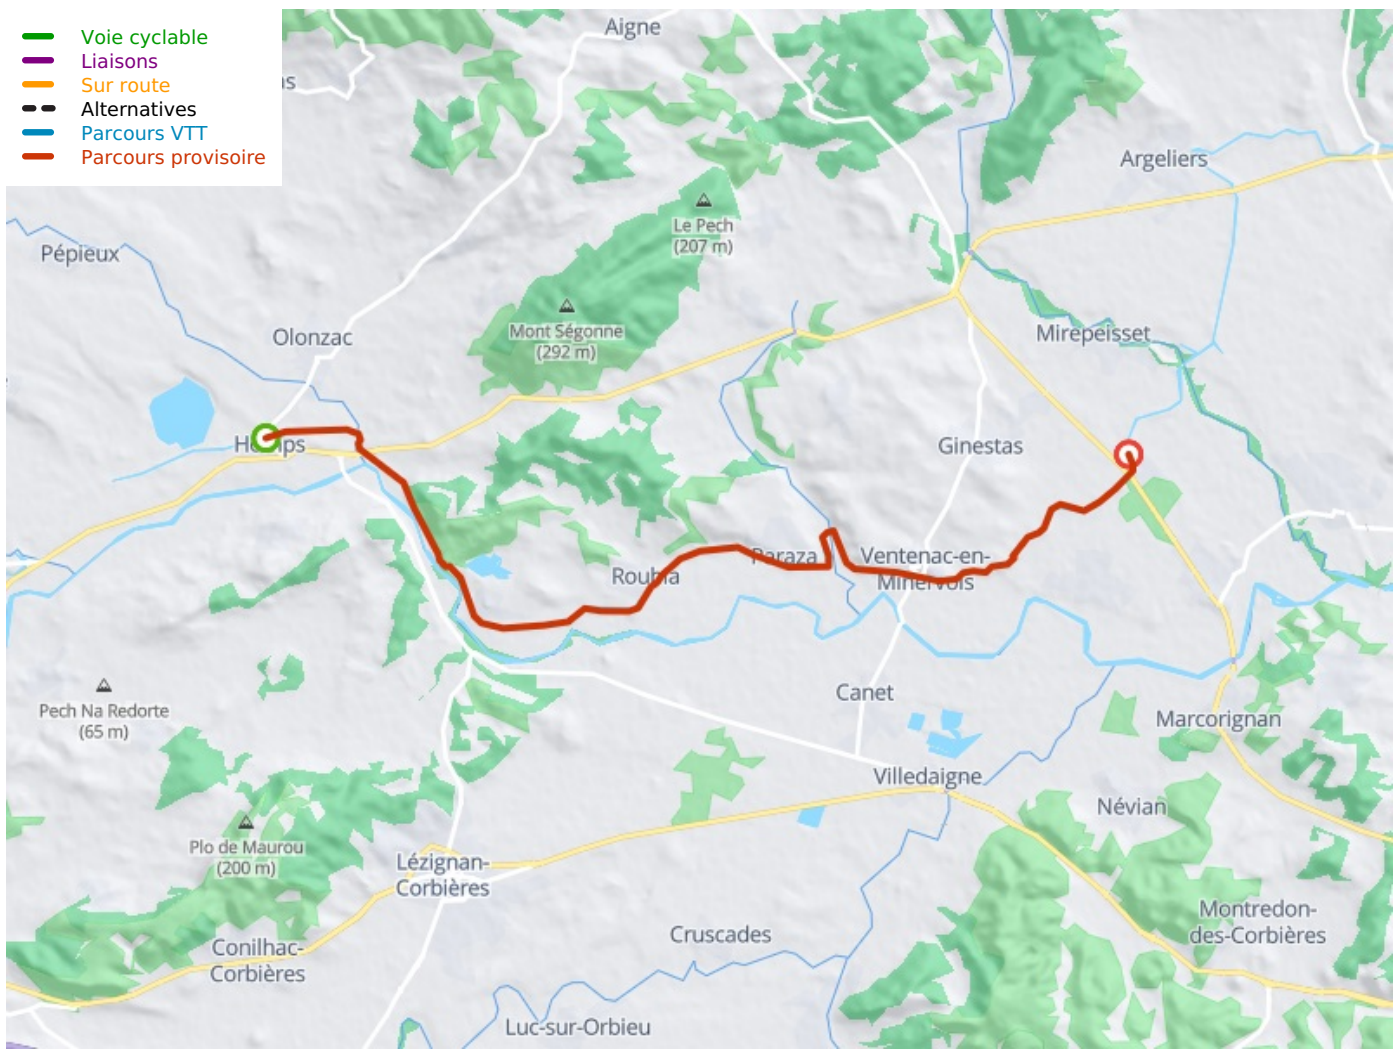 Voie cyclable
Liaisons
Sur route
Alternatives
Parcours VTT
Parcours provisoire
Aigne
Argeliers
Le Pech
(207 m)
Pépieux
Mont Ségonne
(292 m)
Olonzac
Mirepeisset
Ginestas
Paraza
Ventenac-en-
Minervois
Roubia
Canet
Pech Na Redorte
(65 m)
Marcorignan
Villedaigne
Névian
Plo de Maurou
(200 m)
Lézignan-
Corbières
Montredon-
des-Corbières
Cruscades
Conilhac-
Corbières
Luc-sur-Orbieu